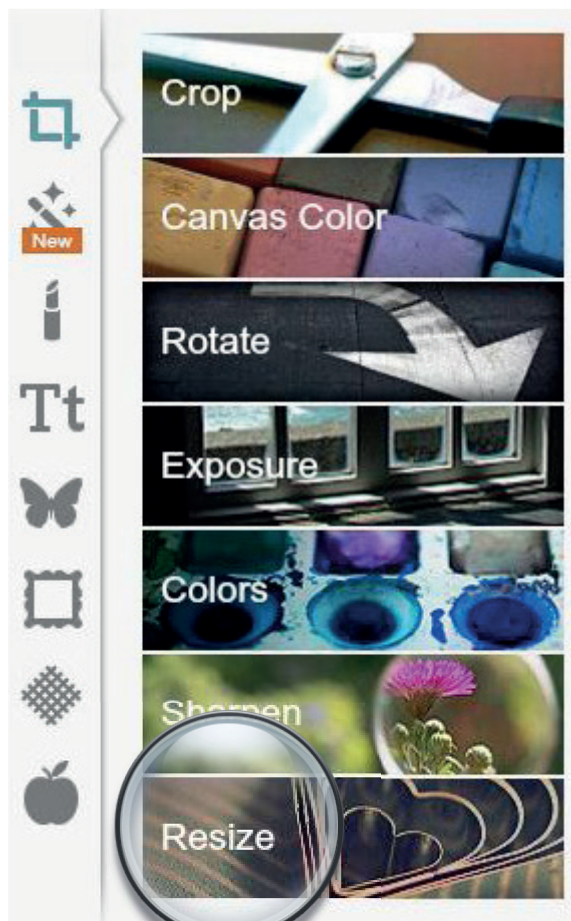 Crop
Canvas Color
New
Rotate
Tt
Exposure
Colors
Sharpen
Resize